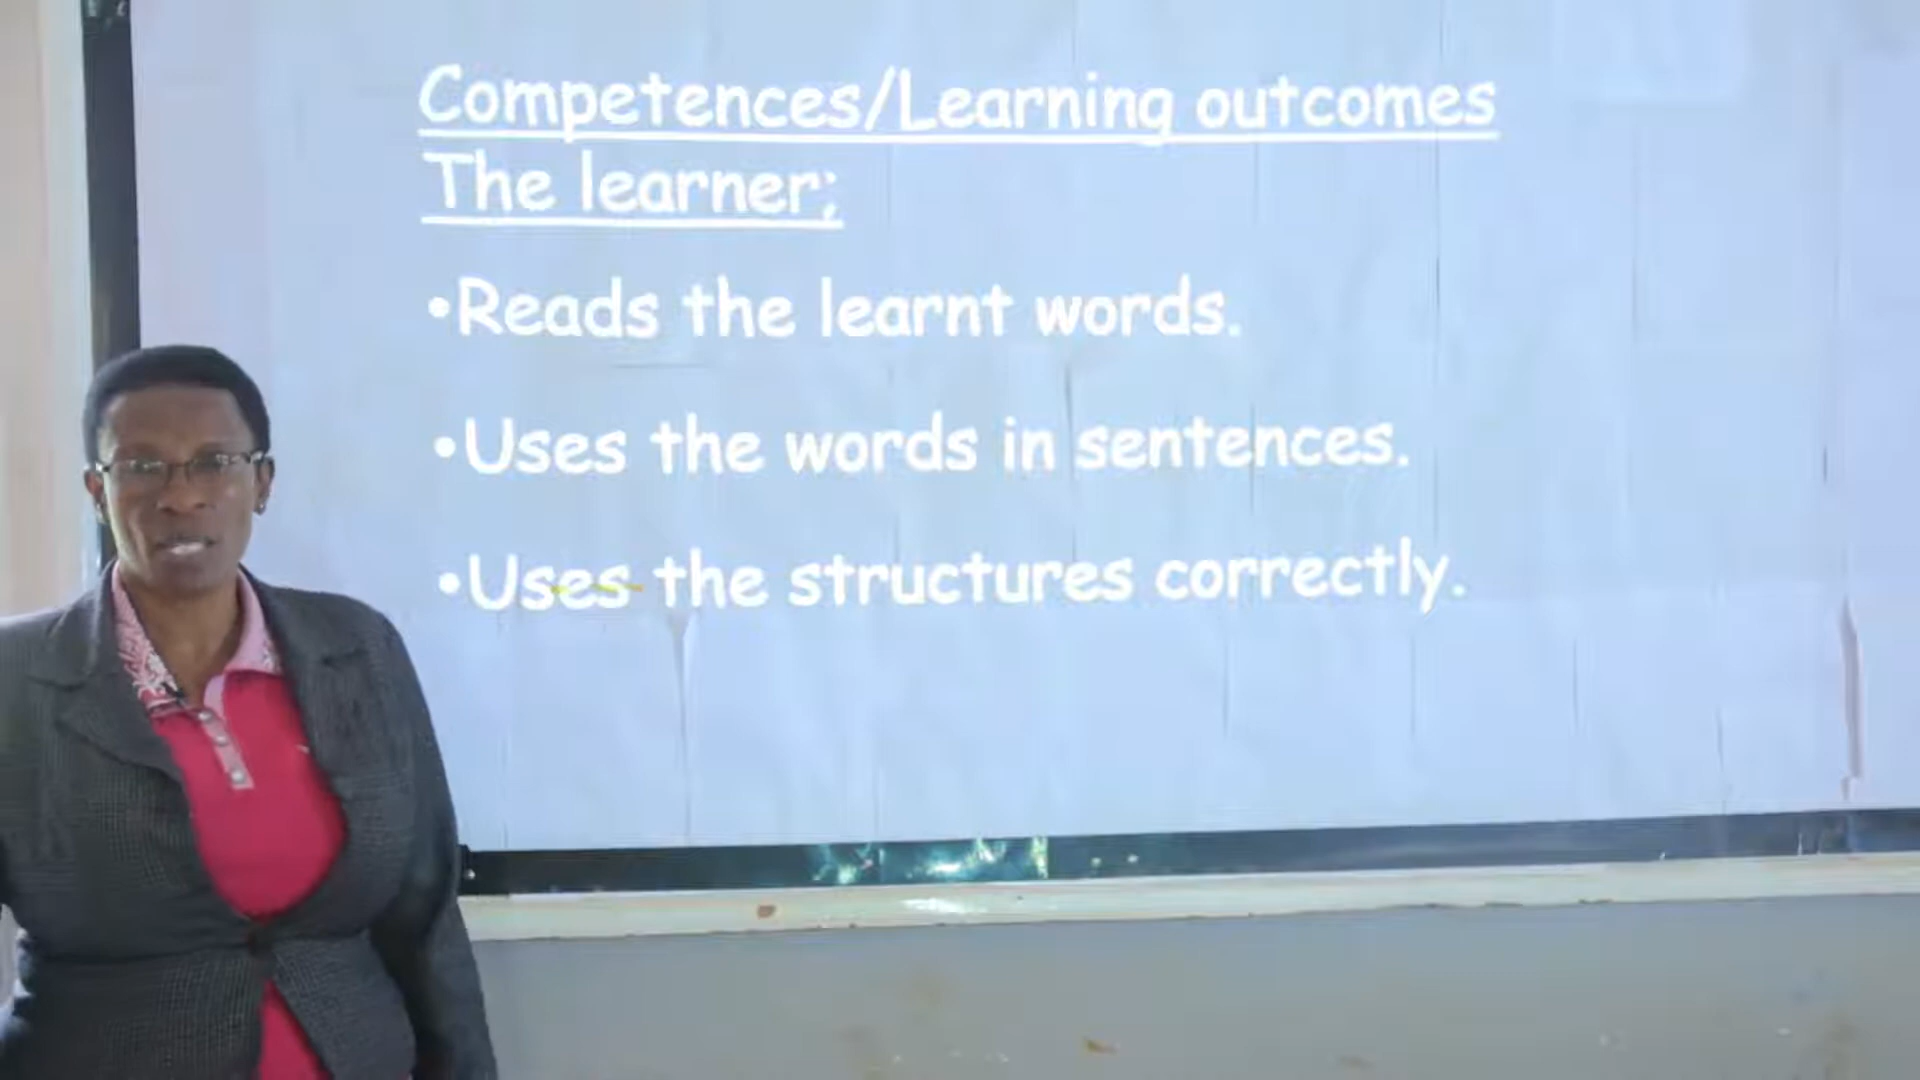 Competences/Learning outcomes
The learner;
•Reads the learnt words.
•Uses the words in sentences.
•Uses the structures correctly.